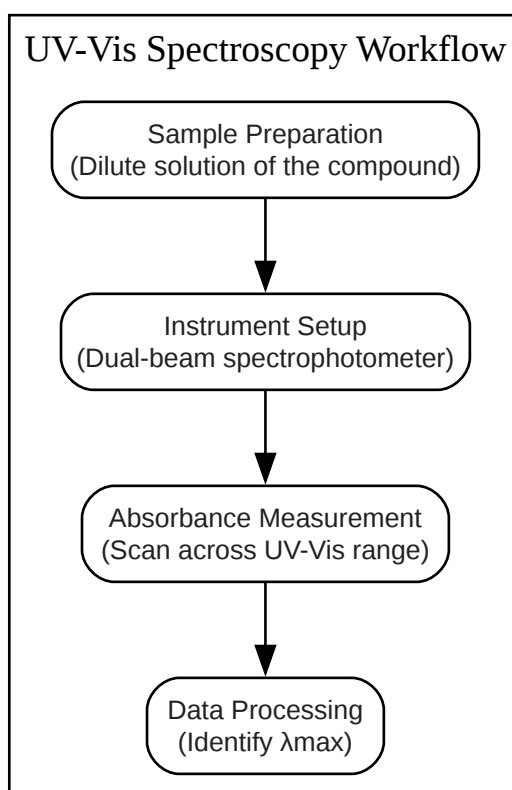 UV-Vis Spectroscopy Workflow
Sample Preparation
(Dilute solution of the compound)
Instrument Setup
(Dual-beam spectrophotometer)
Absorbance Measurement
(Scan across UV-Vis range)
Data Processing
(Identify λmax)